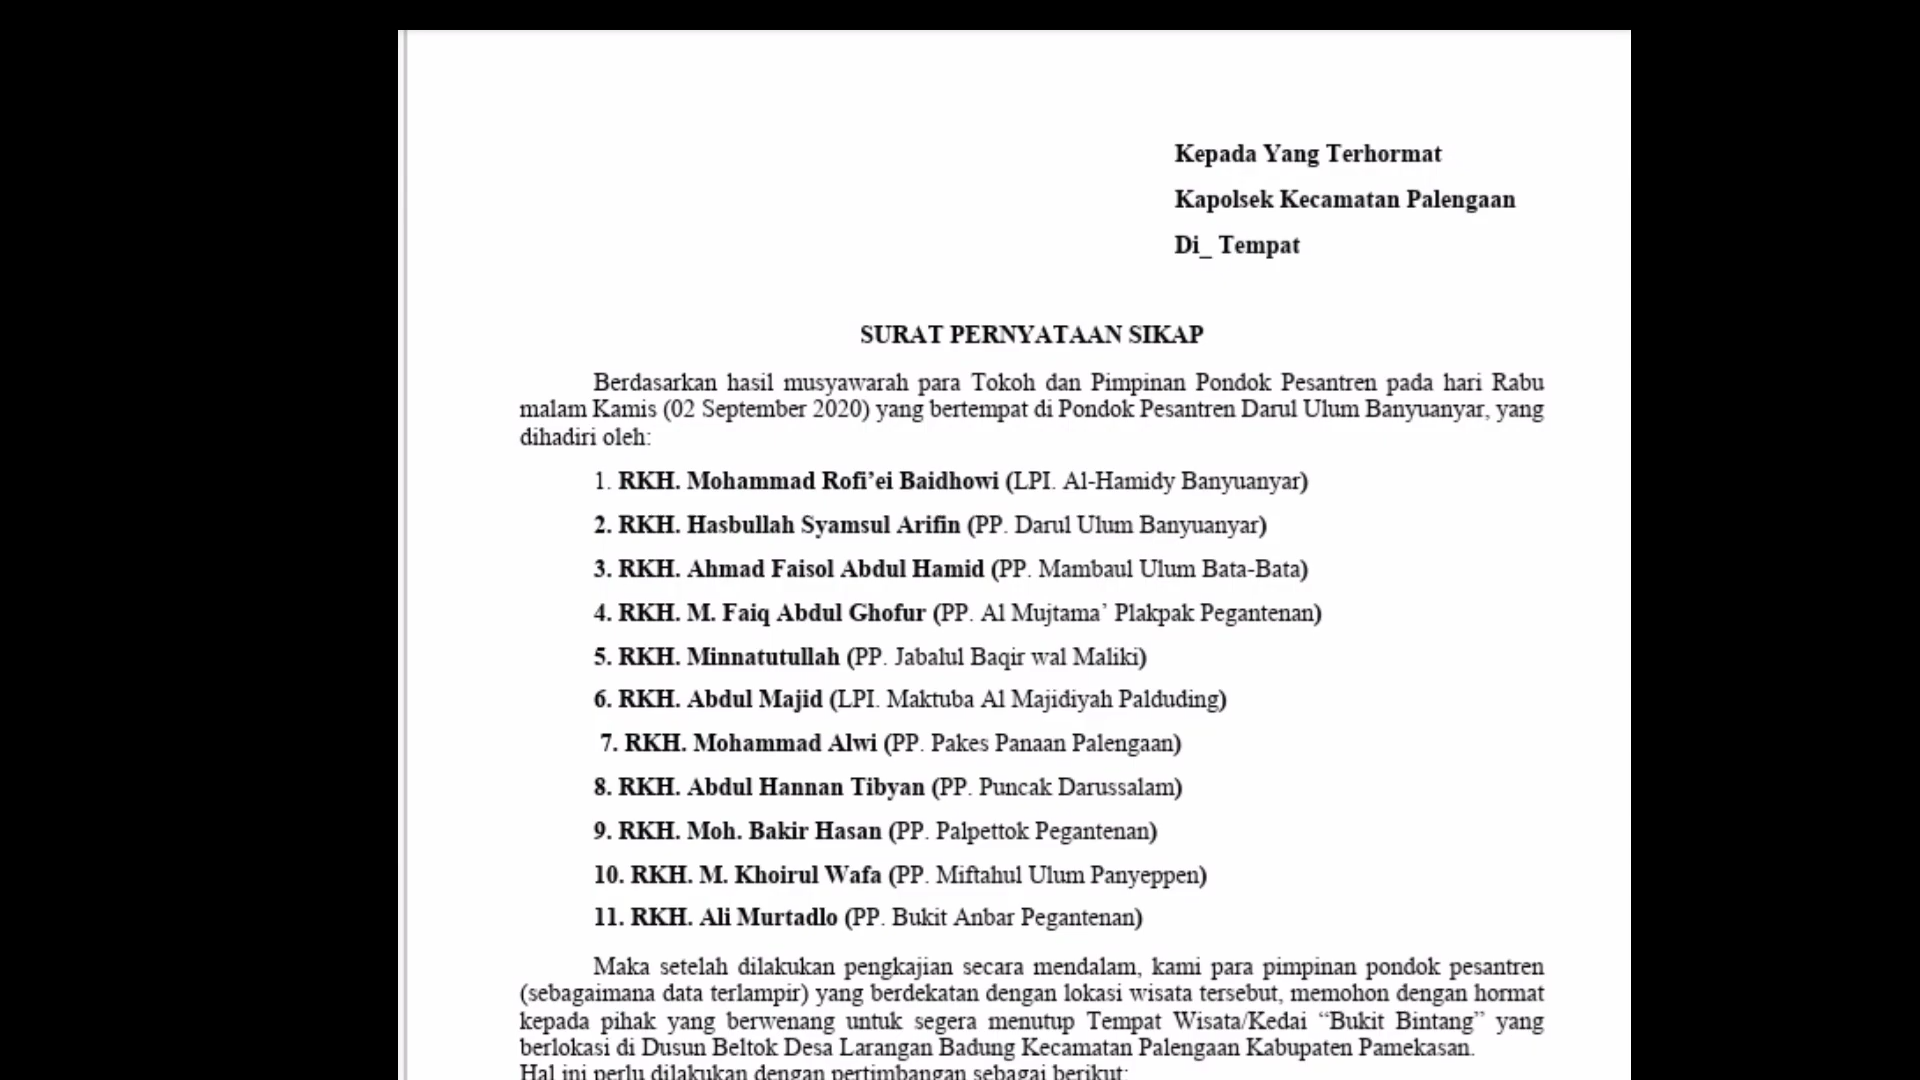 Kepada Yang Terhormat
Kapolsek Kecamatan Palengaan
Di_ Tempat
SURAT PERNYATAAN SIKAP
Berdasarkan hasil musyawarah para Tokoh dan Pimpinan Pondok Pesantren pada hari Rabu
malam Kamis (02 September 2020) yang bertempat di Pondok Pesantren Darul Ulum Banyuanyar, yang
dihadiri oleh:
1. RKH. Mohammad Rofi’ei Baidhowi (LPI. Al-Hamidy Banyuanyar)
2. RKH. Hasbullah Syamsul Arifin (PP. Darul Ulum Banyuanyar)
3. RKH. Ahmad Faisol Abdul Hamid (PP. Mambaul Ulum Bata-Bata)
4. RKH. M. Faiq Abdul Ghofur (PP. Al Mujtama’ Plakpak Pegantenan)
5. RKH. Minnatutullah (PP. Jabalul Baqir wal Maliki)
6. RKH. Abdul Majid (LPI. Maktuba Al Majidiyah Palduding)
7. RKH. Mohammad Alwi (PP. Pakes Panaan Palengaan)
8. RKH. Abdul Hannan Tibyan (PP. Puncak Darussalam)
9. RKH. Moh. Bakir Hasan (PP. Palpettok Pegantenan)
10. RKH. M. Khoirul Wafa (PP. Miftahul Ulum Panyeppen)
11. RKH. Ali Murtadlo (PP. Bukit Anbar Pegantenan)
Maka setelah dilakukan pengkajian secara mendalam, kami para pimpinan pondok pesantren
(sebagaimana data terlampir) yang berdekatan dengan lokasi wisata tersebut, memohon dengan hormat
kepada pihak yang berwenang untuk segera menutup Tempat Wisata/Kedai “Bukit Bintang” yang
berlokasi di Dusun Beltok Desa Larangan Badung Kecamatan Palengaan Kabupaten Pamekasan.
Hal ini perlu dilakukan dengan pertimbangan sebagai berikut: